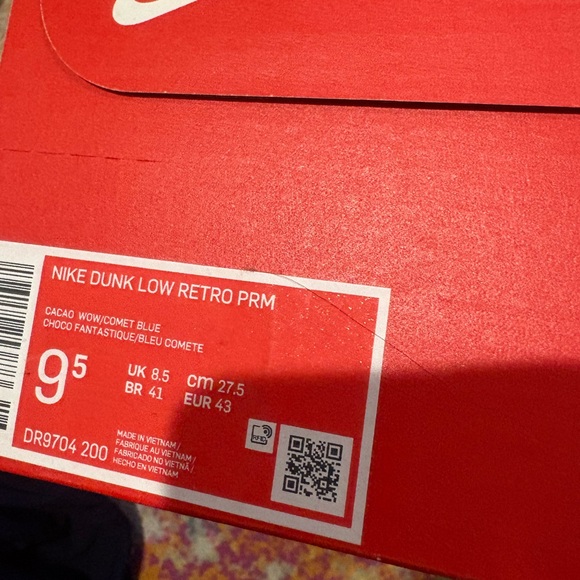 NIKE DUNK LOW RETRO PRM
CACAO WOW/COMET BLUE
CHOCO FANTASTIQUE/BLEU COMETE
9⁵
UK 8.5
BR 41
cm 27.5
EUR 43
DR9704 200
MADE IN VIETNAM /
FABRIQUE AU VIETNAM /
FABRICADO NO VIETNÃ /
HECHO EN VIETNAM